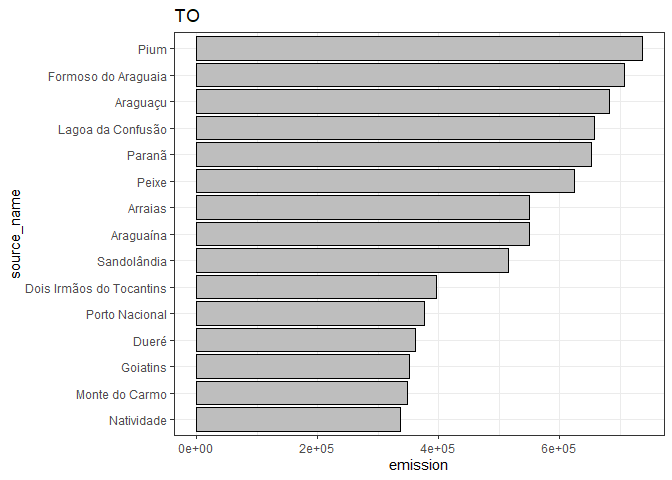 TO
source_name
Pium
Formoso do Araguaia
Araguaçu
Lagoa da Confusão
Paranã
Peixe
Arraias
Araguaína
Sandolândia
Dois Irmãos do Tocantins
Porto Nacional
Dueré
Goiatins
Monte do Carmo
Natividade
0e+00 2e+05 4e+05 6e+05
emission